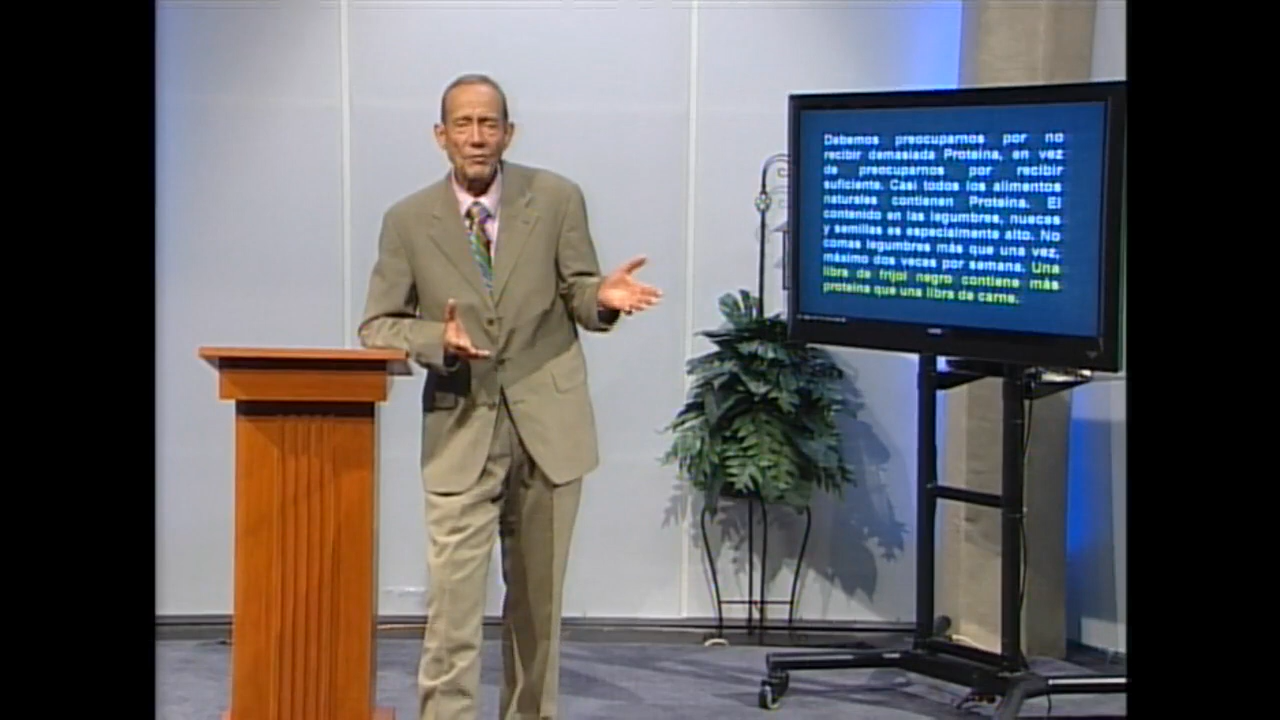 Debemos preocuparnos por no
recibir demasiada Proteína, en vez
de preocuparnos por recibir
suficiente. Casi todos los alimentos
naturales contienen Proteína. El
contenido en las legumbres, nueces
y semillas es especialmente alto. No
comas legumbres más que una vez,
máximo dos veces por semana. Una
libra de frijol negro contiene más
proteína que una libra de carne.